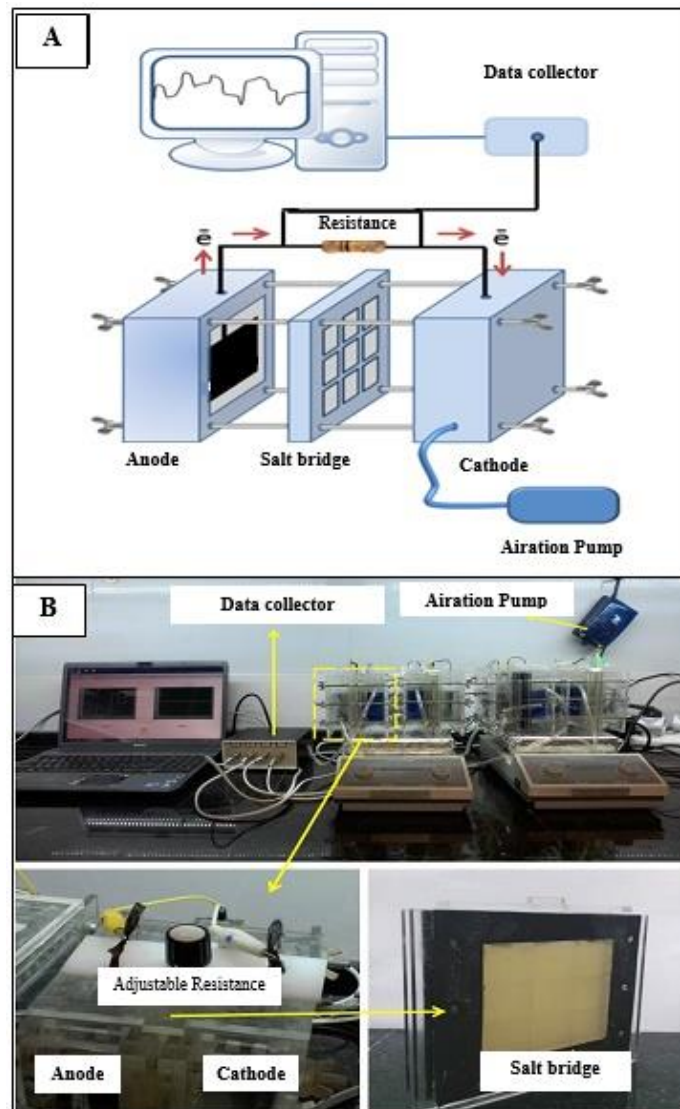 A
Data collector
Resistance
ē
ē
Anode
Salt bridge
Cathode
Airation Pump
B
Data collector
Airation Pump
Adjustable Resistance
Anode
Cathode
Salt bridge